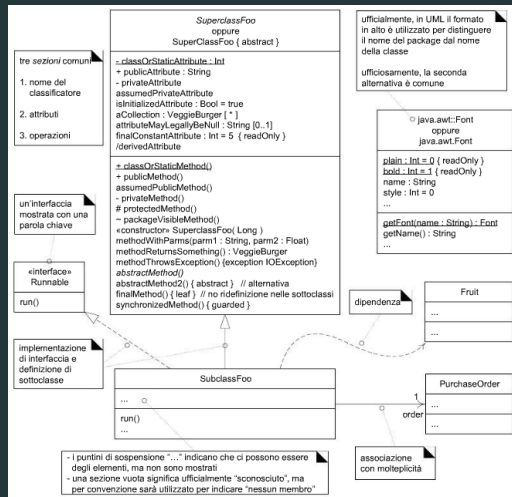 tre sezioni comuni
1. nome del
classificatore
2. attributi
3. operazioni
SuperclassFoo
oppure
SuperClassFoo { abstract }
- classOrStaticAttribute : Int
+ publicAttribute : String
- privateAttribute
assumedPrivateAttribute
isInitializedAttribute : Bool = true
aCollection : VeggieBurger [ * ]
attributeMayLegallyBeNull : String [0..1]
finalConstantAttribute : Int = 5 { readOnly }
/derivedAttribute
+ classOrStaticMethod()
+ publicMethod()
assumedPublicMethod()
- privateMethod()
# protectedMethod()
~ packageVisibleMethod()
«constructor» SuperclassFoo( Long )
methodWithParms(parm1 : String, parm2 : Float)
methodReturnsSomething() : VeggieBurger
methodThrowsException() {exception IOException}
abstractMethod()
abstractMethod2() { abstract } // alternativa
finalMethod() { leaf } // no ridefinizione nelle sottoclassi
synchronizedMethod() { guarded }
ufficialmente, in UML il formato
in alto è utilizzato per distinguere
il nome del package dal nome
della classe
ufficiosamente, la seconda
alternativa è comune
java.awt::Font
oppure
java.awt.Font
plain : Int = 0 { readOnly }
bold : Int = 1 { readOnly }
name : String
style : Int = 0
...
getFont(name : String) : Font
getName() : String
...
un'interfaccia
mostrata con una
parola chiave
«interface»
Runnable
run()
implementazione
di interfaccia e
definizione di
sottoclasse
dipendenza
Fruit
...
...
SubclassFoo
...
run()
...
1
order
PurchaseOrder
...
...
associazione
con molteplicità
- i puntini di sospensione "…" indicano che ci possono essere
degli elementi, ma non sono mostrati
- una sezione vuota significa ufficialmente "sconosciuto", ma
per convenzione sarà utilizzato per indicare "nessun membro"